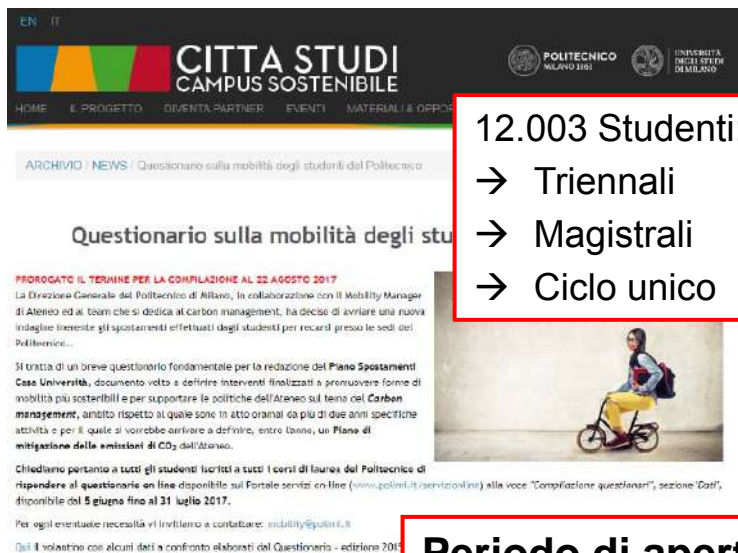 EN IT
CITTA STUDI
CAMPUS SOSTENIBILE
POLITECNICO
MILANO 1863
UNIVERSITÀ
DEGLI STUDI
DI MILANO
HOME IL PROGETTO DIVENTA PARTNER EVENTI MATERIALI & OPPOR
12.003 Studenti:
→ Triennali
→ Magistrali
→ Ciclo unico
ARCHIVIO / NEWS / Questionario sulla mobilità degli studenti del Politecnico
Questionario sulla mobilità degli stu
PROROGATO IL TERMINE PER LA COMPILAZIONE AL 22 AGOSTO 2017
La Direzione Generale del Politecnico di Milano, in collaborazione con il Mobility Manager
di Ateneo ed al team che si dedica al carbon management, ha deciso di avviare una nuova
indagine inerente gli spostamenti effettuati dagli studenti per recarsi presso le sedi del
Politecnico..
Si tratta di un breve questionario fondamentale per la redazione del Piano Spostamenti
Casa Università, documento volto a definire interventi finalizzati a promuovere forme di
mobilità più sostenibili e per supportare le politiche dell'Ateneo sul tema del Carbon
management, ambito rispetto al quale sono in atto oramai da più di due anni specifiche
attività e per il quale si vorrebbe arrivare a definire, entro l'anno, un Piano di
mitigazione delle emissioni di CO2 dell'Ateneo.
Chiediamo pertanto a tutti gli studenti iscritti a tutti i corsi di laurea del Politecnico di
rispondere al questionario on line disponibile sul Portale servizi on-line (www.polimi.it/servizionline) alla voce "Compilazione questionari", sezione "Dati",
disponibile dal 5 giugno fino al 31 luglio 2017.
Per ogni eventuale necessità vi invitiamo a contattare: mobility@polimi.it
Qui il volantino con alcuni dati a confronto elaborati dal Questionario - edizione 2015
Periodo di apert